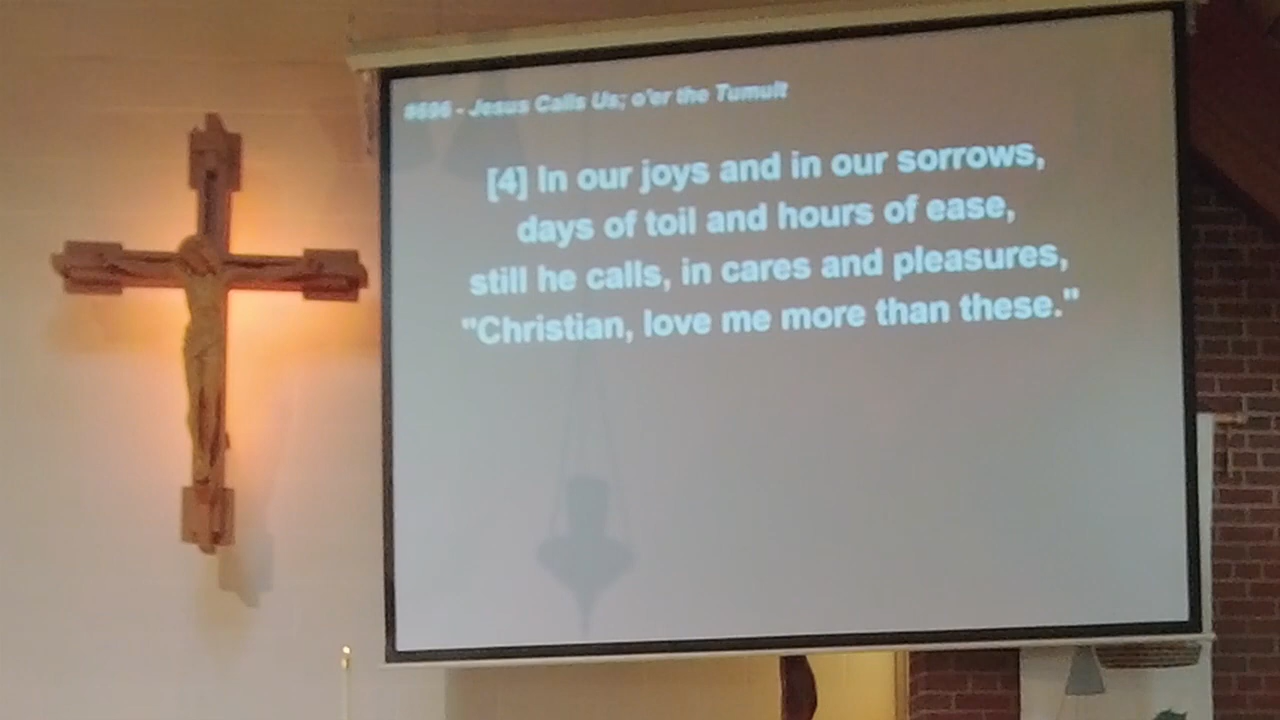 #696 - Jesus Calls Us; o'er the Tumult
[4] In our joys and in our sorrows,
days of toil and hours of ease,
still he calls, in cares and pleasures,
"Christian, love me more than these."